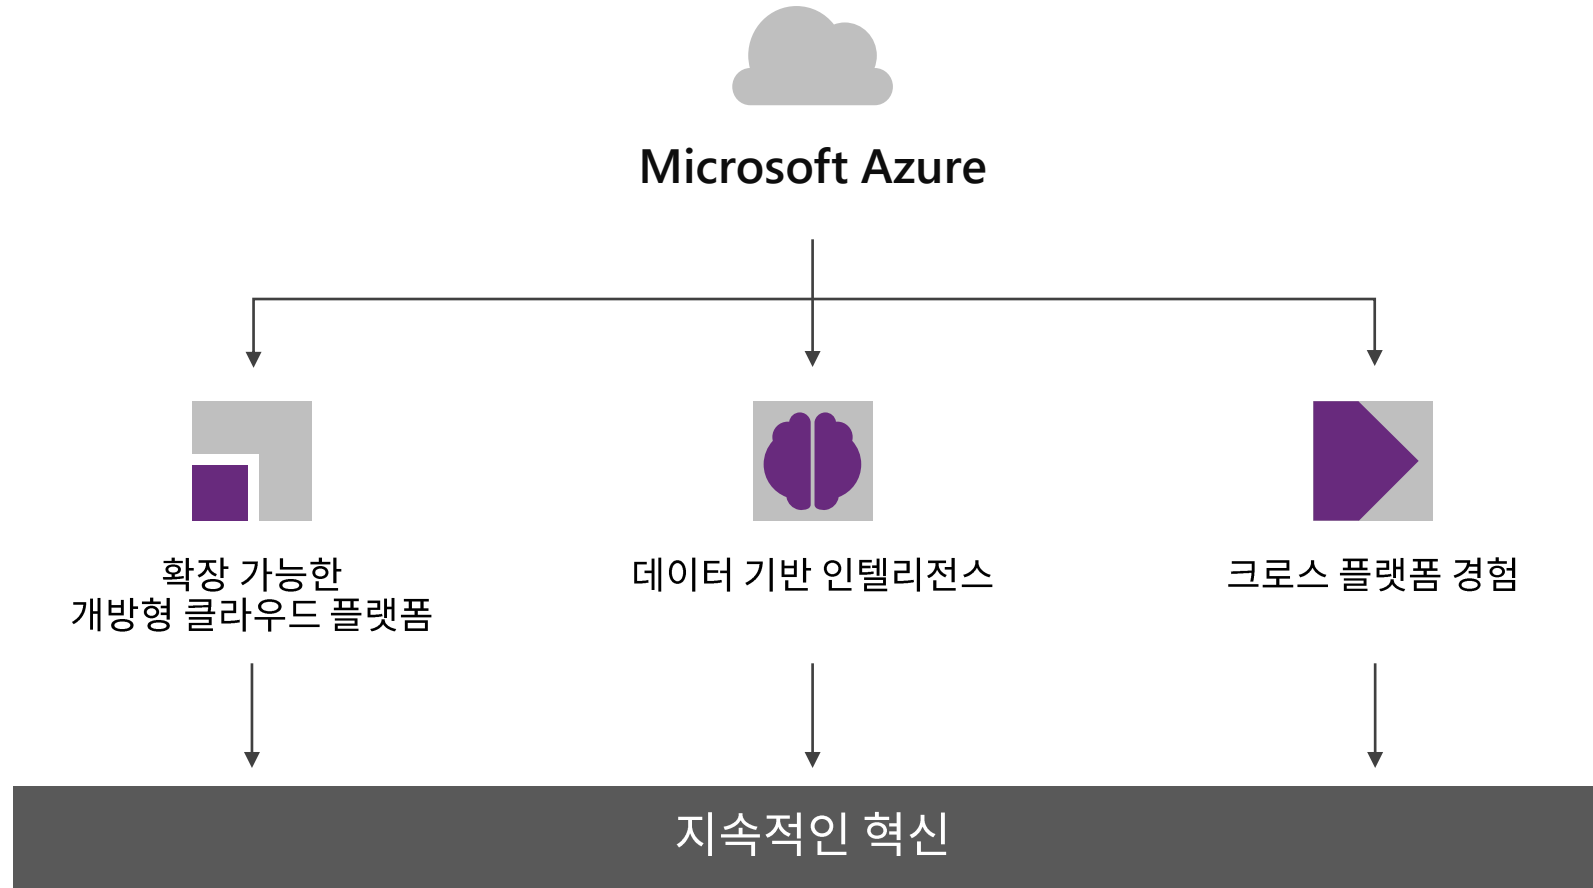 Microsoft Azure
확장 가능한
개방형 클라우드 플랫폼
데이터 기반 인텔리전스
크로스 플랫폼 경험
지속적인 혁신